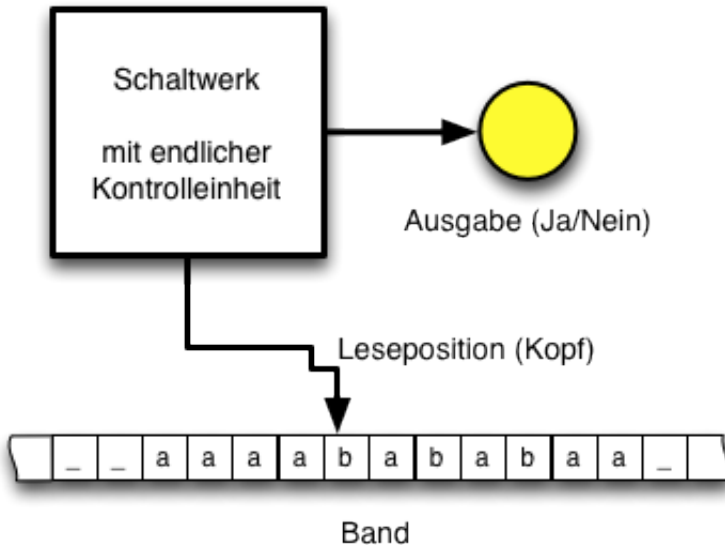 Schaltwerk
mit endlicher
Kontrolleinheit
Ausgabe (Ja/Nein)
Leseposition (Kopf)
_ _ a a a a b a b a b a a _
Band